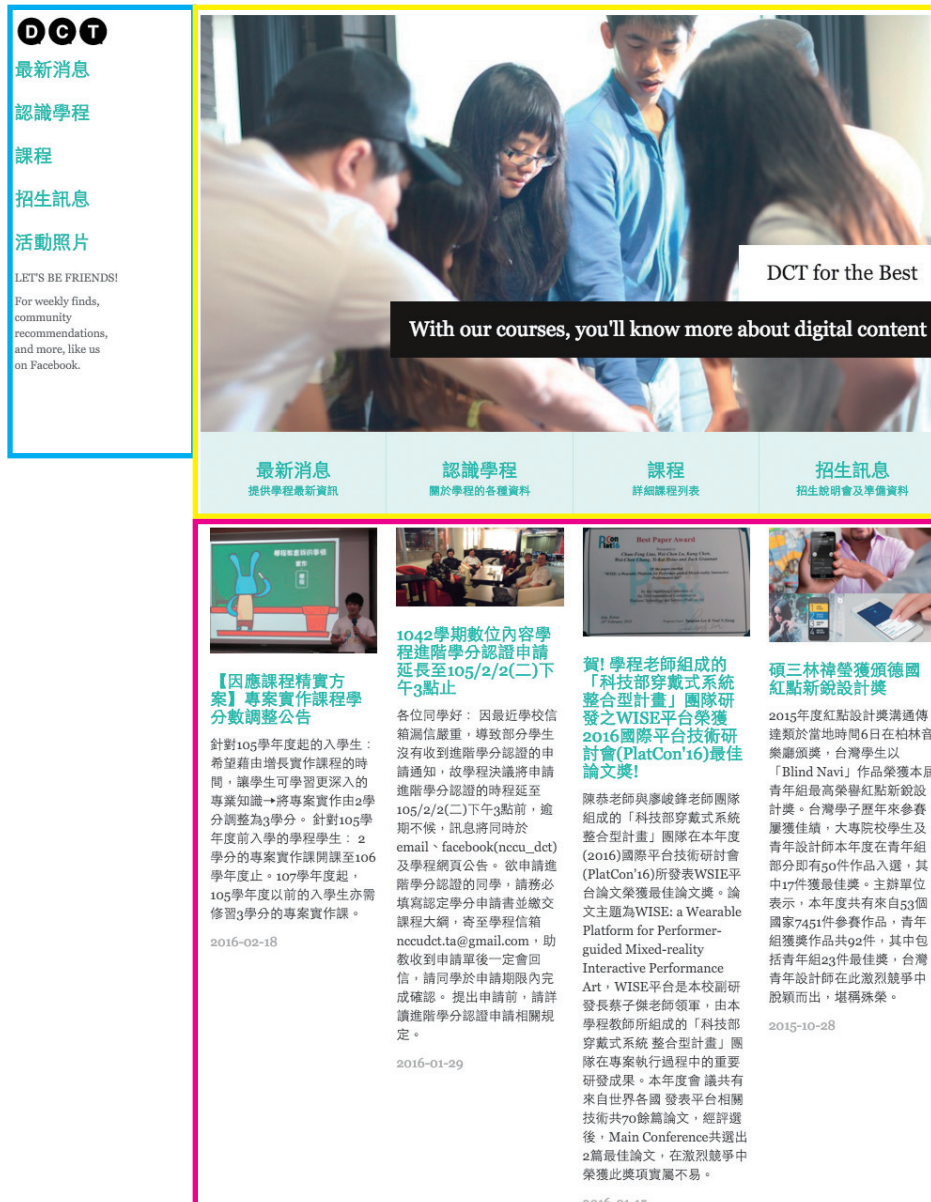 DCT
最新消息
認識學程
課程
招生訊息
活動照片
LET'S BE FRIENDS!
For weekly finds,
community
recommendations,
and more, like us
on Facebook.
DCT for the Best
With our courses, you'll know more about digital content
最新消息
提供學程最新資訊
認識學程
關於學程的各種資料
課程
詳細課程列表
招生訊息
招生說明會及準備資料
【因應課程精實方
案】專案實作課程學
分數調整公告
針對105學年度起的入學生：
希望藉由增長實作課程的時
間，讓學生可學習更深入的
專業知識→將專案實作由2學
分調整為3學分。 針對105學
年度前入學的學程學生： 2
學分的專案實作課開課至106
學年度止。107學年度起，
105學年度以前的入學生亦需
修習3學分的專案實作課。
2016-02-18
1042學期數位內容學
程進階學分認證申請
延長至105/2/2(二)下
午3點止
各位同學好： 因最近學校信
箱漏信嚴重，導致部分學生
沒有收到進階學分認證的申
請通知，故學程決議將申請
進階學分認證的時程延至
105/2/2(二)下午3點前，逾
期不候，訊息將同時於
email、facebook(nccu_dct)
及學程網頁公告。 欲申請進
階學分認證的同學，請務必
填寫認定學分申請書並繳交
課程大綱，寄至學程信箱
nccudct.ta@gmail.com，助
教收到申請單後一定會回
信，請同學於申請期限內完
成確認。 提出申請前，請詳
讀進階學分認證申請相關規
定。
2016-01-29
Best Paper Award
賀! 學程老師組成的
「科技部穿戴式系統
整合型計畫」團隊研
發之WISE平台榮獲
2016國際平台技術研
討會(PlatCon'16)最佳
論文獎!
陳恭老師與廖峻鋒老師團隊
組成的「科技部穿戴式系統
整合型計畫」團隊在本年度
(2016)國際平台技術研討會
(PlatCon'16)所發表WSIE平
台論文榮獲最佳論文獎。論
文主題為WISE: a Wearable
Platform for Performer-
guided Mixed-reality
Interactive Performance
Art，WISE平台是本校副研
發長蔡子傑老師領軍，由本
學程教師所組成的「科技部
穿戴式系統 整合型計畫」團
隊在專案執行過程中的重要
研發成果。本年度會 議共有
來自世界各國 發表平台相關
技術共70餘篇論文，經評選
後，Main Conference共選出
2篇最佳論文，在激烈競爭中
榮獲此獎項實屬不易。
碩三林禕瑩獲頒德國
紅點新銳設計獎
2015年度紅點設計獎溝通傳
達類於當地時間6日在柏林音
樂廳頒獎，台灣學生以
「Blind Navi」作品榮獲本屆
青年組最高榮譽紅點新銳設
計獎。台灣學子歷年來參賽
屢獲佳績，大專院校學生及
青年設計師本年度在青年組
部分即有50件作品入選，其
中17件獲最佳獎。主辦單位
表示，本年度共有來自53個
國家7451件參賽作品，青年
組獲獎作品共92件，其中包
括青年組23件最佳獎，台灣
青年設計師在此激烈競爭中
脫穎而出，堪稱殊榮。
2015-10-28